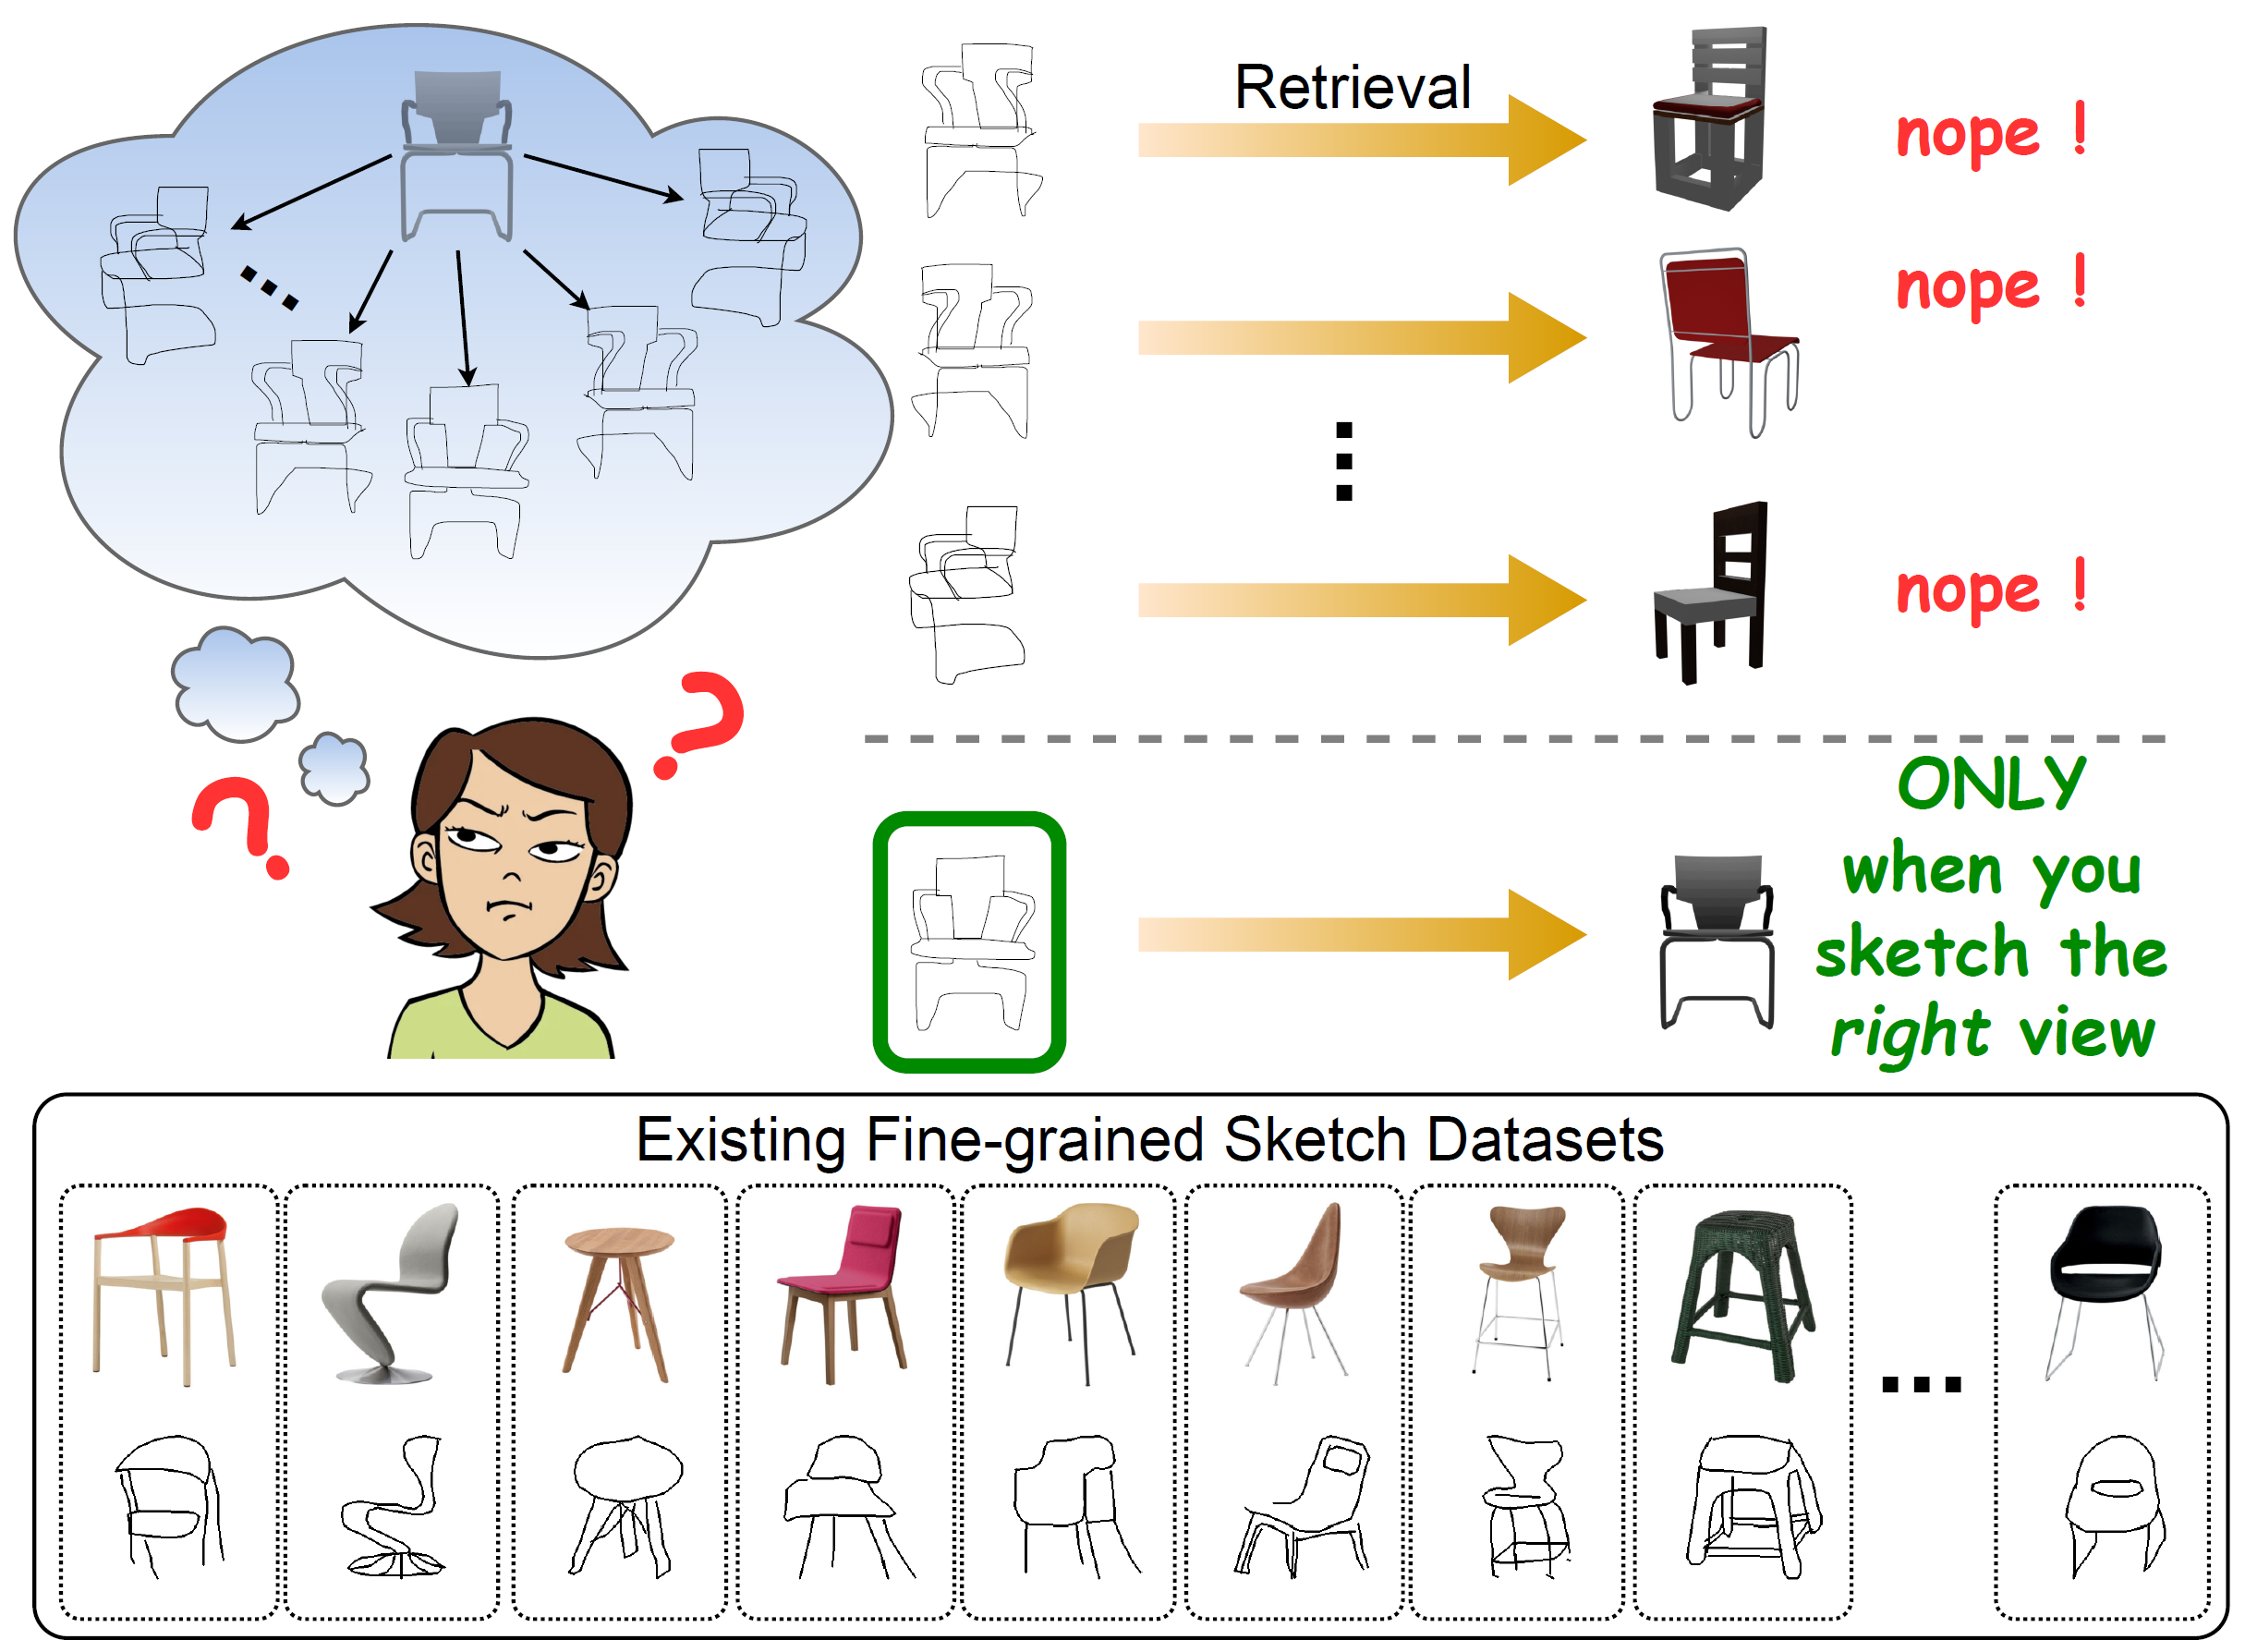 Retrieval
nope !
nope !
nope !
?
?
ONLY
when you
sketch the
right view
Existing Fine-grained Sketch Datasets